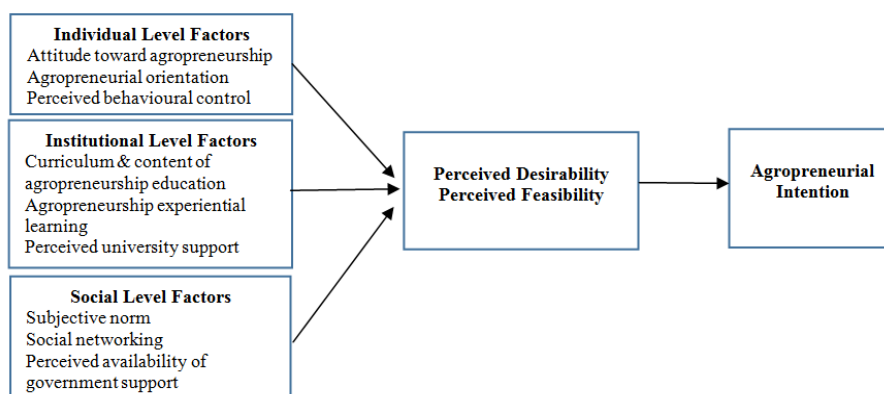 Individual Level Factors
Attitude toward agropreneurship
Agropreneurial orientation
Perceived behavioural control
Institutional Level Factors
Curriculum & content of
agropreneurship education
Agropreneurship experiential
learning
Perceived university support
Social Level Factors
Subjective norm
Social networking
Perceived availability of
government support
Perceived Desirability
Perceived Feasibility
Agropreneurial
Intention